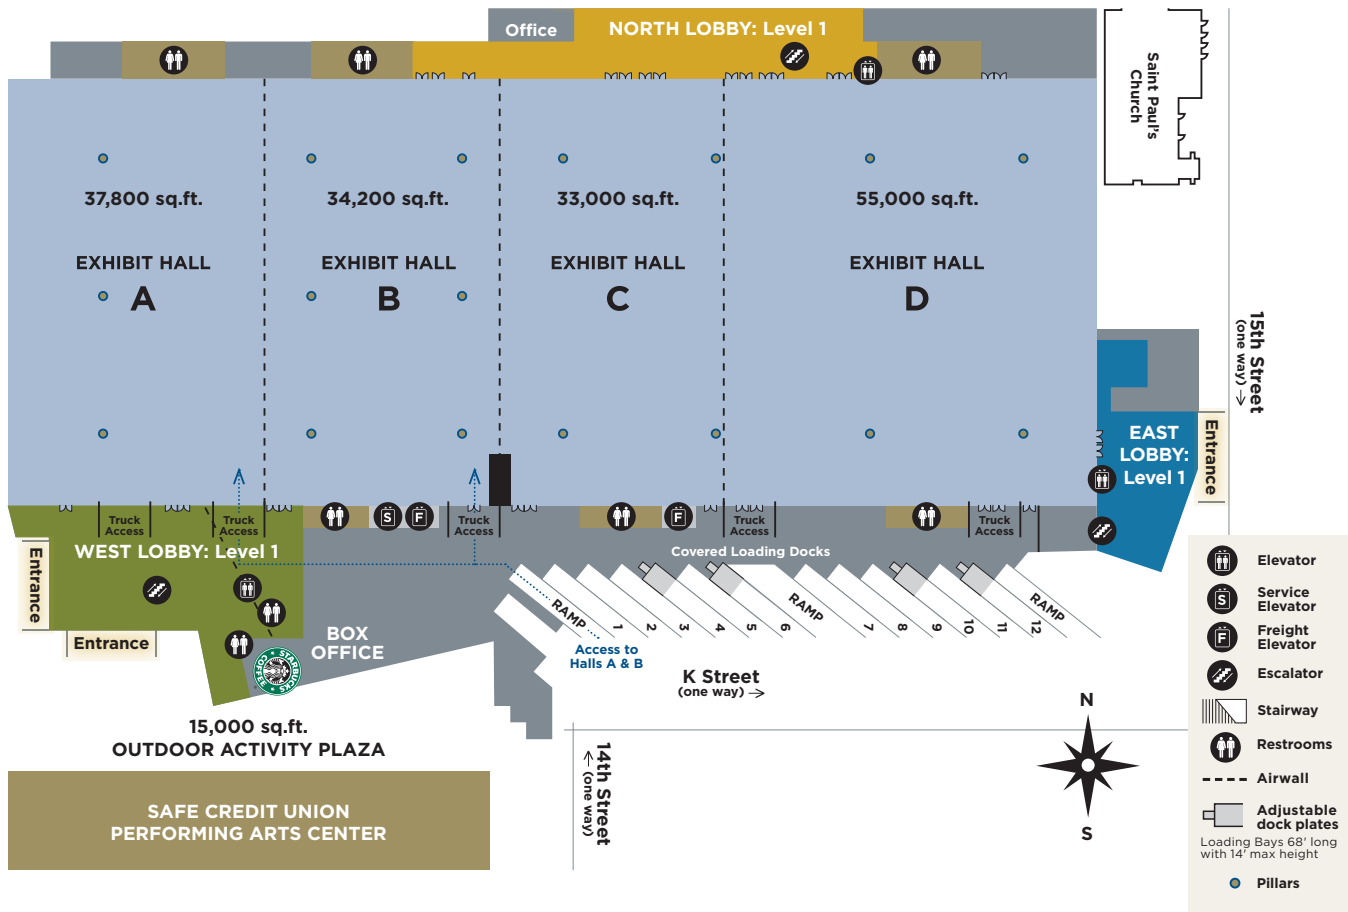 Office
NORTH LOBBY: Level 1
Saint Paul's
Church
37,800 sq.ft.
34,200 sq.ft.
33,000 sq.ft.
55,000 sq.ft.
EXHIBIT HALL
A
EXHIBIT HALL
B
EXHIBIT HALL
C
EXHIBIT HALL
D
15th Street
(one way) →
EAST
LOBBY:
Level 1
Entrance
Truck
Access
Truck
Access
S
F
Truck
Access
F
Truck
Access
Truck
Access
WEST LOBBY: Level 1
Covered Loading Docks
Entrance
Entrance
BOX
OFFICE
STARBUCKS
COFFEE
RAMP
1
2
3
4
5
6
RAMP
7
8
9
10
11
12
RAMP
Access to
Halls A & B
K Street
(one way) →
15,000 sq.ft.
OUTDOOR ACTIVITY PLAZA
14th Street
← (one way)
SAFE CREDIT UNION
PERFORMING ARTS CENTER
N
S
Elevator
S
Service
Elevator
F
Freight
Elevator
Escalator
Stairway
Restrooms
Airwall
Adjustable
dock plates
Loading Bays 68' long
with 14' max height
Pillars